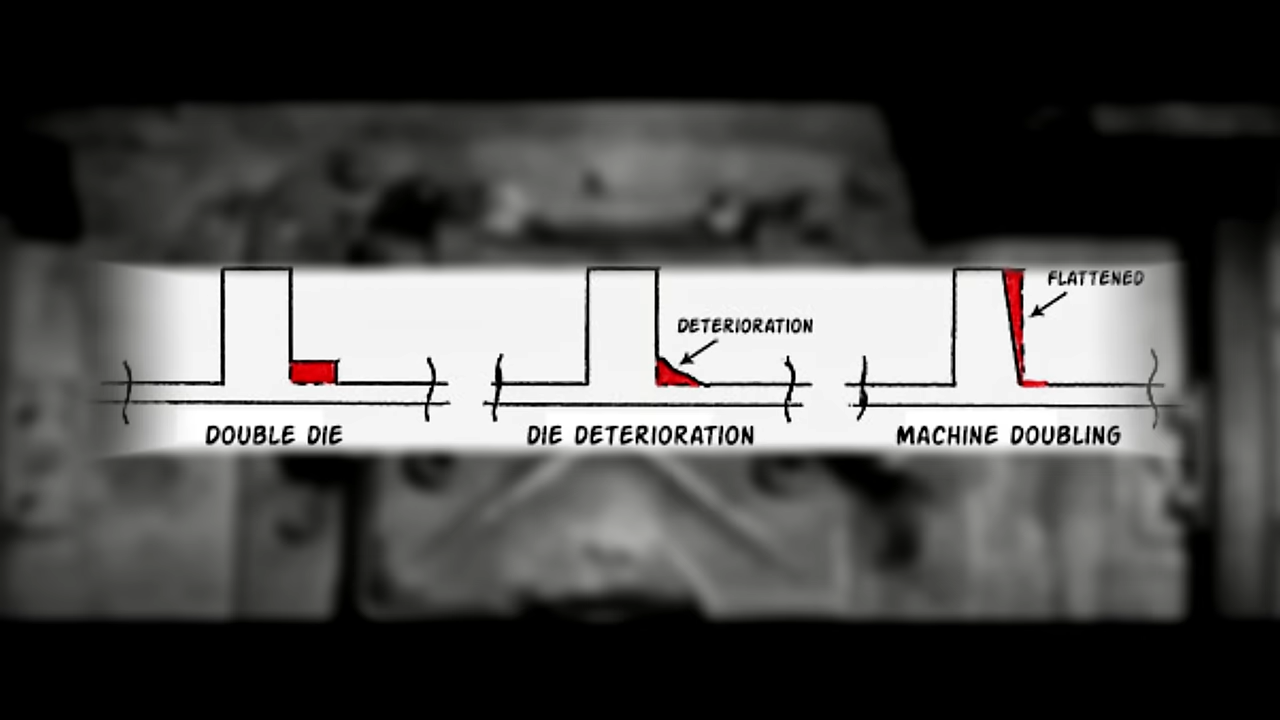 FLATTENED
DETERIORATION
DOUBLE DIE
DIE DETERIORATION
MACHINE DOUBLING